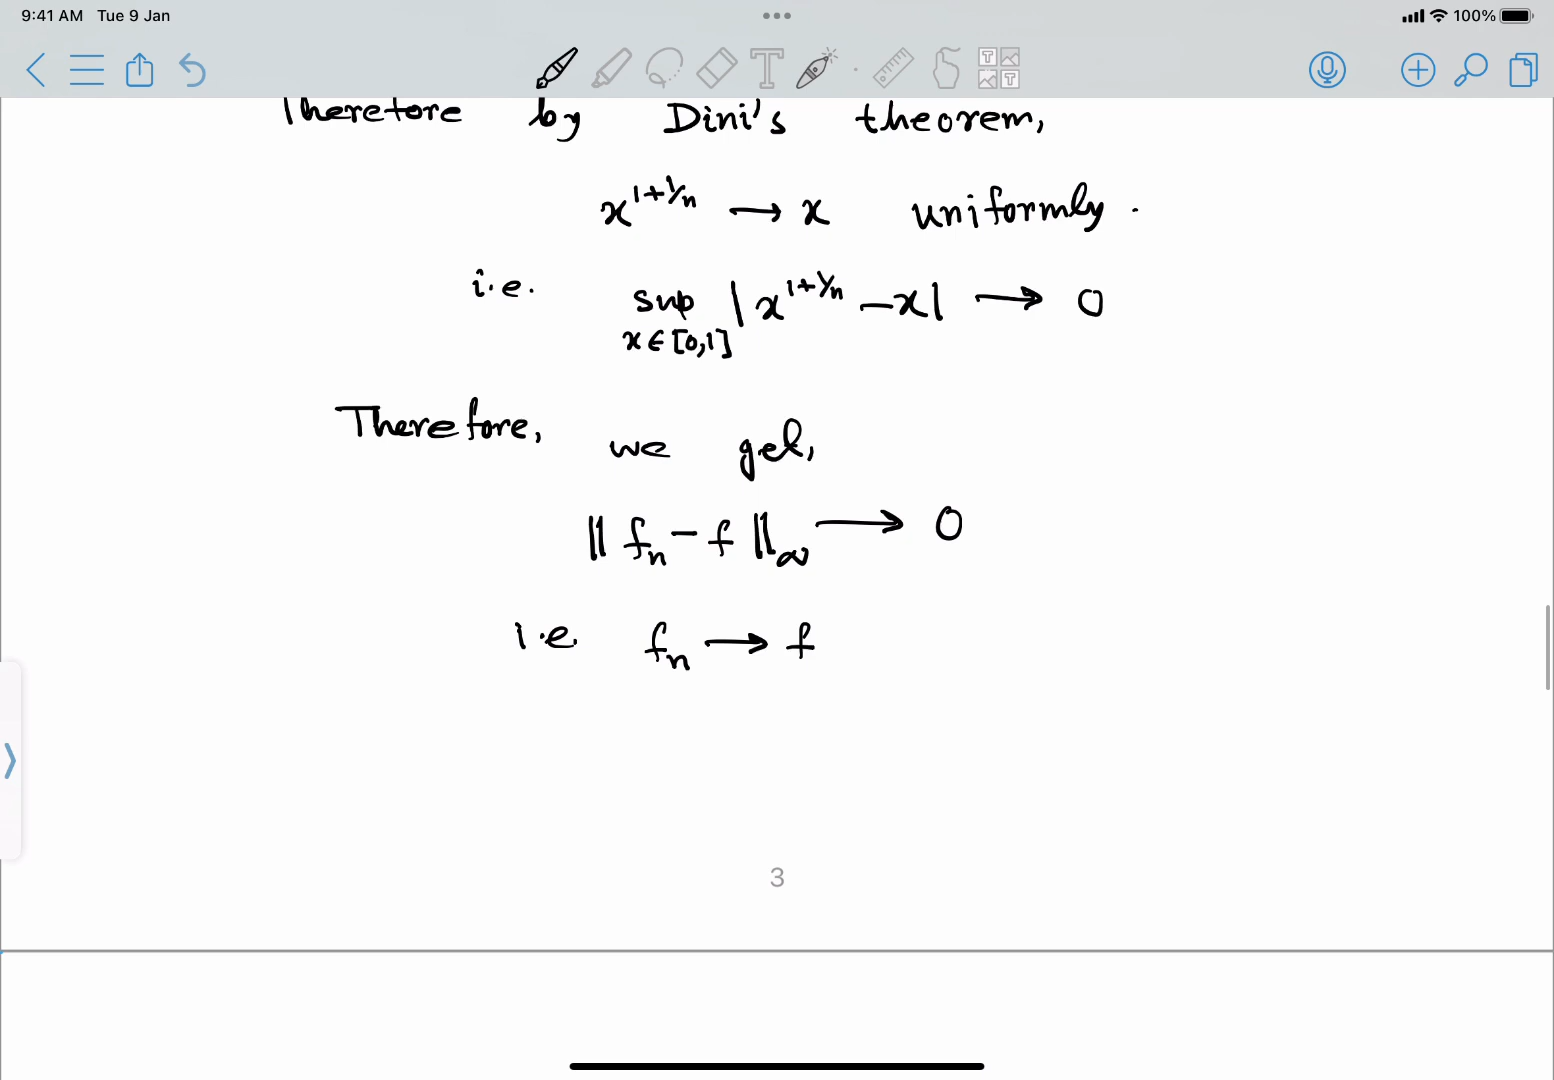 9:41 AM Tue 9 Jan
100%
Therefore by Dini's theorem,
x^{1+1/n} → x uniformly.
i.e. sup |x^{1+1/n} - x| → 0
x ∈ [0,1]
Therefore, we get,
‖ f_n - f ‖_∞ → 0
i.e. f_n → f
3